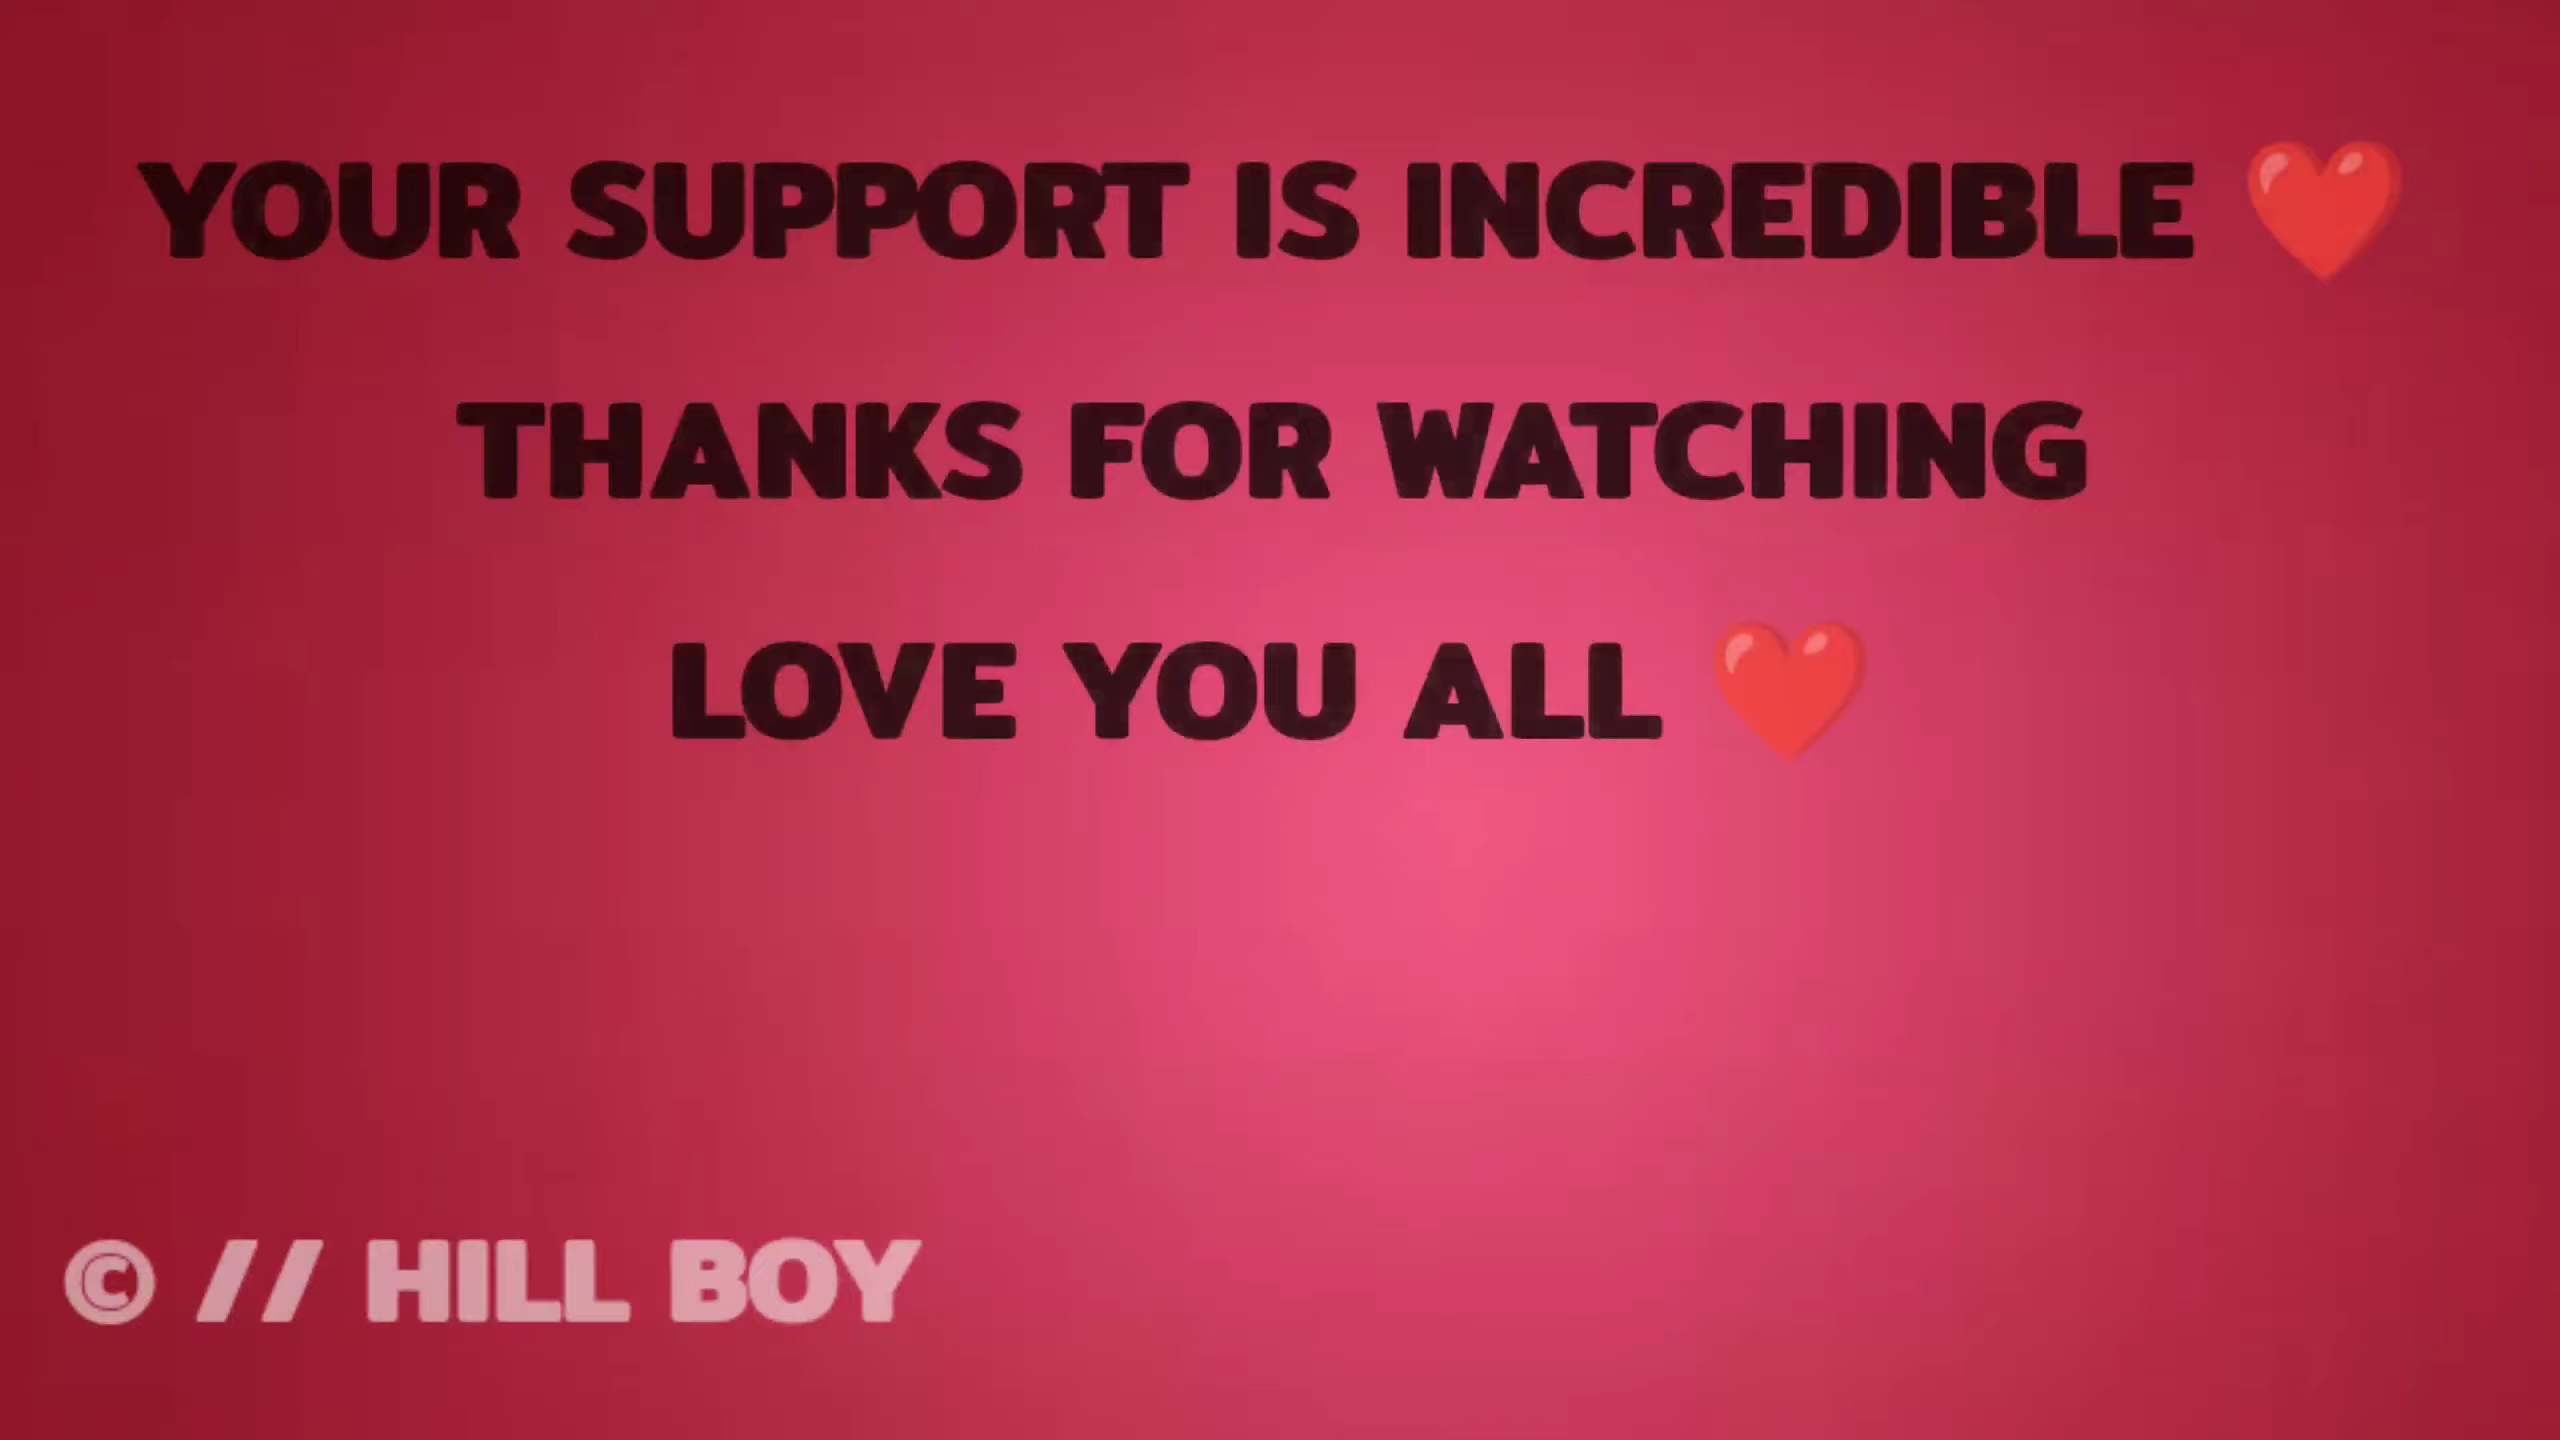 YOUR SUPPORT IS INCREDIBLE ❤️
THANKS FOR WATCHING
LOVE YOU ALL ❤️
© // HILL BOY